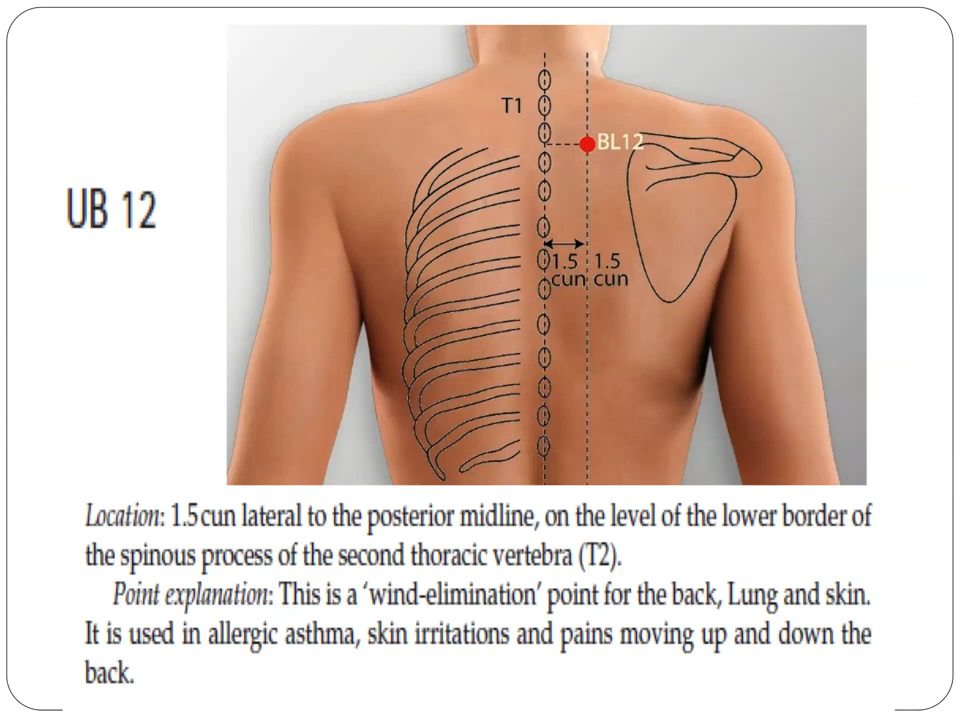 T1
BL12
UB 12
1.5 1.5
cun cun
Location: 1.5 cun lateral to the posterior midline, on the level of the lower border of
the spinous process of the second thoracic vertebra (T2).
Point explanation: This is a ‘wind-elimination’ point for the back, Lung and skin.
It is used in allergic asthma, skin irritations and pains moving up and down the
back.